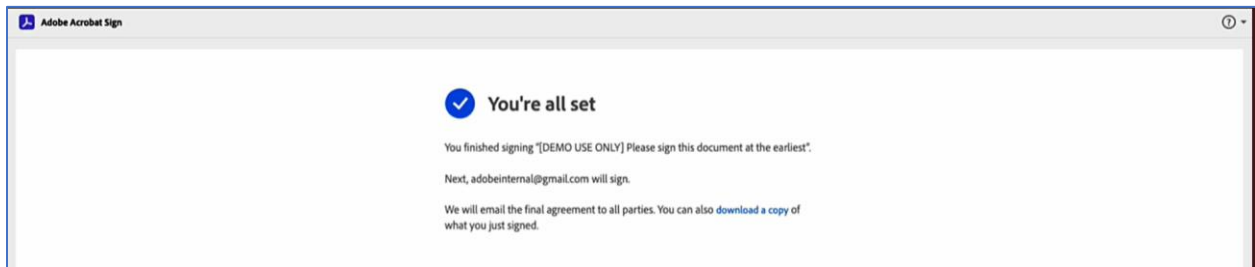 Adobe Acrobat Sign
You're all set
You finished signing "[DEMO USE ONLY] Please sign this document at the earliest".
Next, adobeinternal@gmail.com will sign.
We will email the final agreement to all parties. You can also download a copy of
what you just signed.